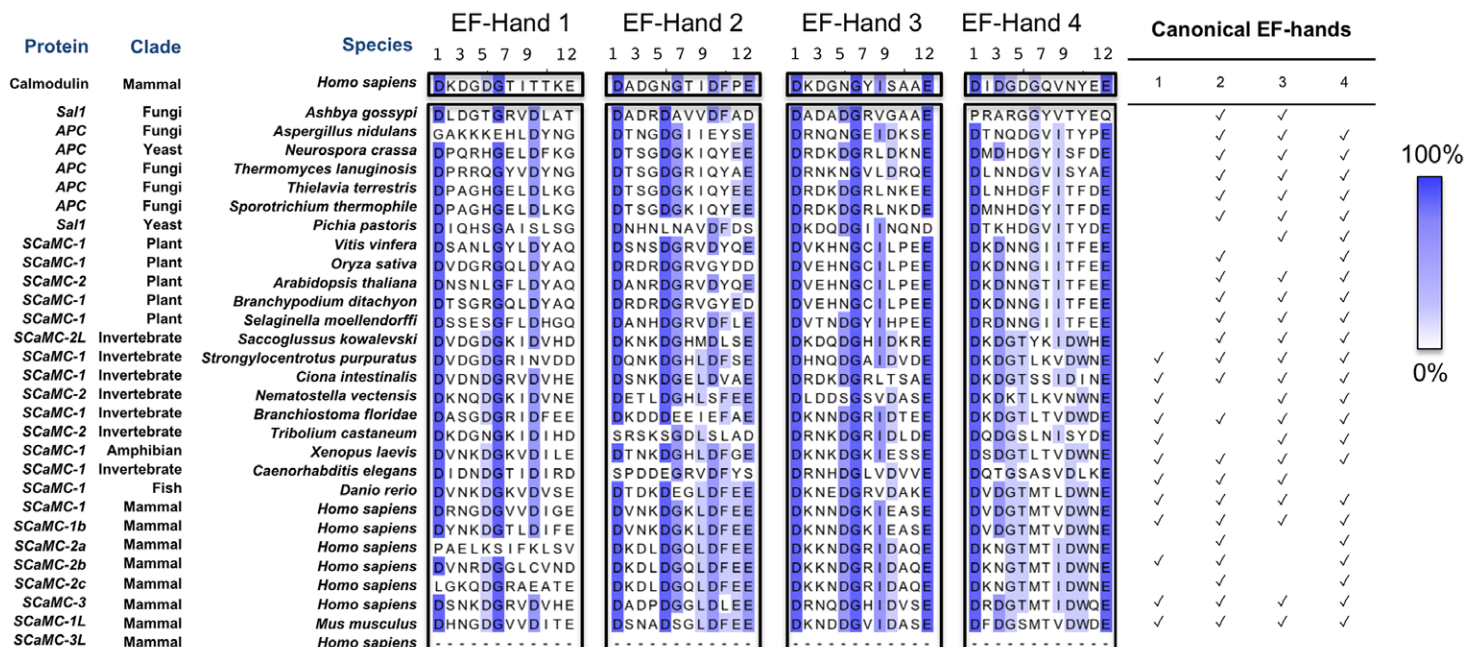 EF-Hand 1 EF-Hand 2 EF-Hand 3 EF-Hand 4 Canonical EF-hands
Protein Clade Species
1 3 5 7 9 12 1 3 5 7 9 12 1 3 5 7 9 12 1 3 5 7 9 12 1 2 3 4
Calmodulin Mammal Homo sapiens DKDGDGTITTKE DADGNGTIDFPE DKDGNGYISAAE DIDGDGQVNYEE
Sal1 Fungi Ashbya gossypi DLDGTGRVDLAT DADRDAVVDFAD DADADGRVGAAE PRARGGYVTYEQ
APC Fungi Aspergillus nidulans GAKKKEHLDYNG DTNGDGIIEYSE DRNQNGEIDKSE DTNQDGVITYPE
APC Yeast Neurospora crassa DPQRHGELDFKG DTSGDGKIQYEE DRDKDGRLDKNE DMDHDGYISFDE
APC Fungi Thermomyces lanuginosis DPRRQGYVDYNG DTSGDGRIQYAE DRNKNGVLDRQE DLNNDGVISYAE
APC Fungi Thielavia terrestris DPAGHGELDLKG DTSGDGKIQYEE DRDKDGRLNKEE DLNHDGFITFDE
APC Fungi Sporotrichium thermophile DPAGHGELDLKG DTSGDGKIQYEE DRDKDGRLNKDE DMNHDGYITFDE
Sal1 Yeast Pichia pastoris DIQHSGAISLSG DNHNLNAVDFDS DKDQDGIINQND DTKHDGVITYDE
SCaMC-1 Plant Vitis vinfera DSANLGYLDYAQ DSNSDGRVDYQE DVKHNGCILPEE DKDNNGIITFEE
SCaMC-1 Plant Oryza sativa DVDGRGQLDYAQ DRDRDGRVGYDD DVEHNGCILPEE DKDNNGIITFEE
SCaMC-2 Plant Arabidopsis thaliana DNSNLGFLDYAQ DANRDGRVDYQE DVEHNGCILPEE DKDNNGTITFEE
SCaMC-1 Plant Branchypodium ditachyon DTSGRGQLDYAQ DRDRDGRVGYED DVEHNGCILPEE DKDNNGIITFEE
SCaMC-1 Plant Selaginella moellendorffi DSSESGFLDHGQ DANHDGRVDFLE DVTNDGYIHPEE DRDNNGIITFEE
SCaMC-2L Invertebrate Saccoglussus kowalevski DVDGDGKIDVTD DKNKDGHMDLSE DKDQDGHIDKRE DKDGTYKIDWHE
SCaMC-1 Invertebrate Strongylocentrotus purpuratus DVDGDGRINVDD DQNKDGHLDFSE DHNQDGAIDVDE DKDGTLKVDWDE
SCaMC-1 Invertebrate Ciona intestinalis DVDNDGRVDVHE DSNKDGELDVAE DRDKDGRLTSAE DKDGTSSIDINE
SCaMC-2 Invertebrate Nematostella vectensis DKNQDGKIDVNE DETLDGHLSFEE DLDDSGSVDASE DKDKTLKVNWNE
SCaMC-1 Invertebrate Branchiostoma floridae DASGDGRIDFEE DKDDDEEIEFAE DKNNDGRIDTEE DKDGTLTVDWNE
SCaMC-2 Invertebrate Tribolium castaneum DKDGNGKIDIHD SRSKSGDLSLAD DRNKDGRIDLDE DQDGSLNISYDE
SCaMC-1 Amphibian Xenopus laevis DVNKDGKVDILE DTNKDGHLDFGE DKNKDGKIESSE DSDGTLTVDWNE
SCaMC-1 Invertebrate Caenorhabditis elegans DIDNDGTIDIRD SPDDEGRVDFYS DRNHDGLVDVVE DQTGSASVDLKE
SCaMC-1 Fish Danio rerio DVNKDGKVDVSE DTDKDEGLDFEE DKNEDGRVDAKE DVDGTMTLDWNE
SCaMC-1 Mammal Homo sapiens DRNGDGVVDIGE DVNKDGKLDFEE DKNNDGKIEASE DVDGTMTVDWNE
SCaMC-1b Mammal Homo sapiens DYNKDGTLDIFE DVNKDGKLDFEE DKNNDGKIEASE DVDGTMTVDWNE
SCaMC-2a Mammal Homo sapiens PAELKSIFKLSV DKDLDGQLDFEE DKKNDGRIDAQE DKNGTMTIDWNE
SCaMC-2b Mammal Homo sapiens DVNRDGGLCVND DKDLDGQLDFEE DKKNDGRIDAQE DKNGTMTIDWNE
SCaMC-2c Mammal Homo sapiens LGKQDGRAEATE DKDLDGQLDFEE DKKNDGRIDAQE DKNGTMTIDWNE
SCaMC-3 Mammal Homo sapiens DSNKDGRVDVHE DADPDGGLDLEE DRNQDGHIDVSE DRDGTMTIDWQE
SCaMC-1L Mammal Mus musculus DHNGDGVVDITE DSNADSGLDFEE DKNDDGVIDASE DFDGSMTVDWDE
SCaMC-3L Mammal Homo sapiens ------------ ------------ ------------ ------------
100%
0%